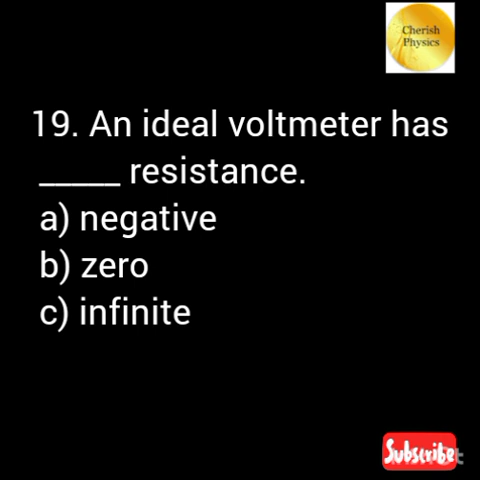 Cherish
Physics
19. An ideal voltmeter has
_____ resistance.
a) negative
b) zero
c) infinite
Subscribe